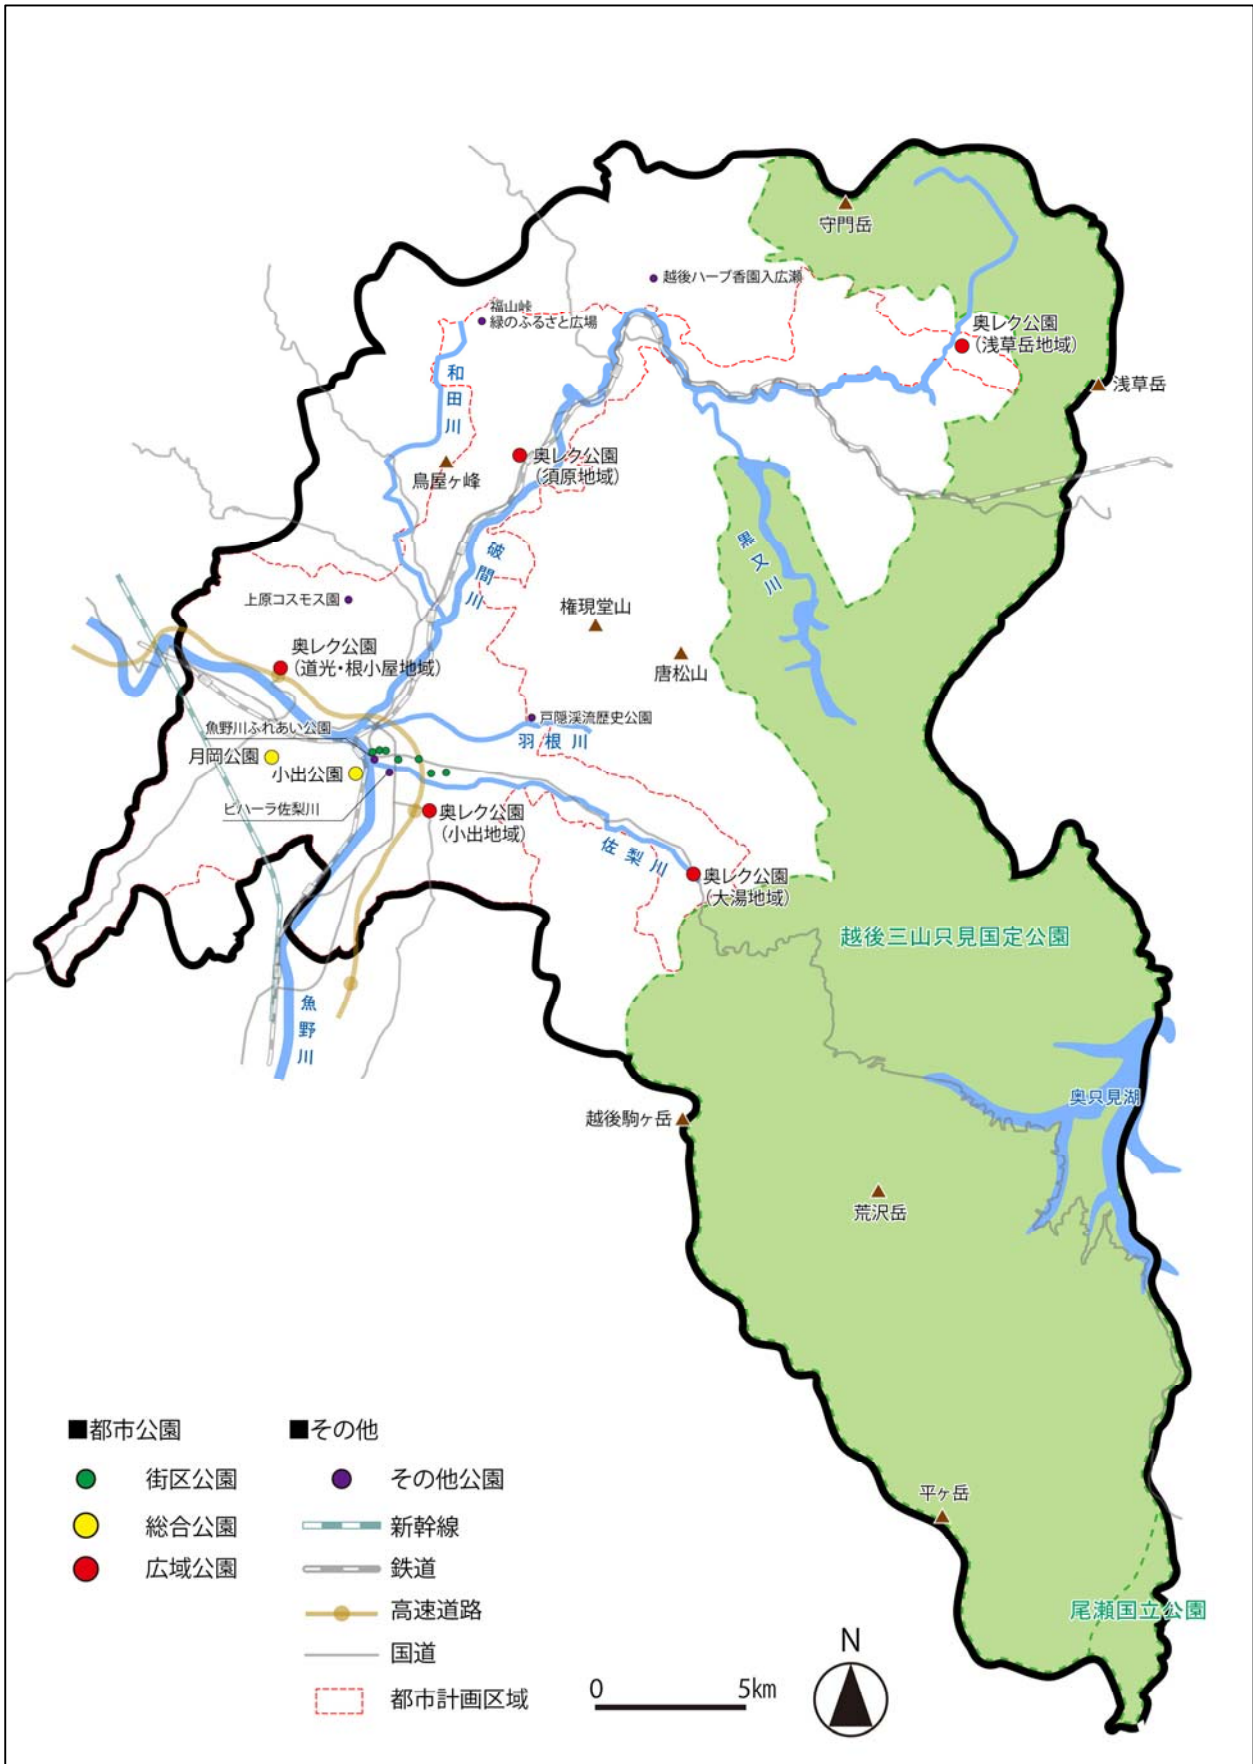 守門岳
越後ハーブ香園入広瀬
福山峠
緑のふるさと広場
奥レク公園
（浅草岳地域）
浅草岳
和田川
鳥屋ヶ峰
奥レク公園
（須原地域）
黒又川
破間川
上原コスモス園
権現堂山
唐松山
奥レク公園
（道光・根小屋地域）
戸隠渓流歴史公園
魚野川ふれあい公園
羽根川
月岡公園
小出公園
ビハーラ佐梨川
奥レク公園
（小出地域）
佐梨川
奥レク公園
（大湯地域）
越後三山只見国定公園
魚野川
奥只見湖
越後駒ヶ岳
荒沢岳
平ヶ岳
尾瀬国立公園
■都市公園
街区公園
総合公園
広域公園
■その他
その他公園
新幹線
鉄道
高速道路
国道
都市計画区域
0 5km
N